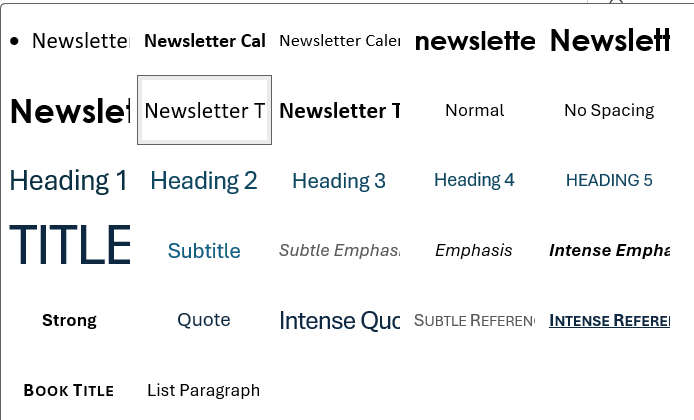 • Newsletter Newsletter Cal Newsletter Caler newslette Newslett
Newslet Newsletter T Newsletter T Normal No Spacing
Heading 1 Heading 2 Heading 3 Heading 4 HEADING 5
TITLE Subtitle Subtle Emphas Emphasis Intense Empha
Strong Quote Intense Quo SUBTLE REFEREN INTENSE REFERE
BOOK TITLE List Paragraph